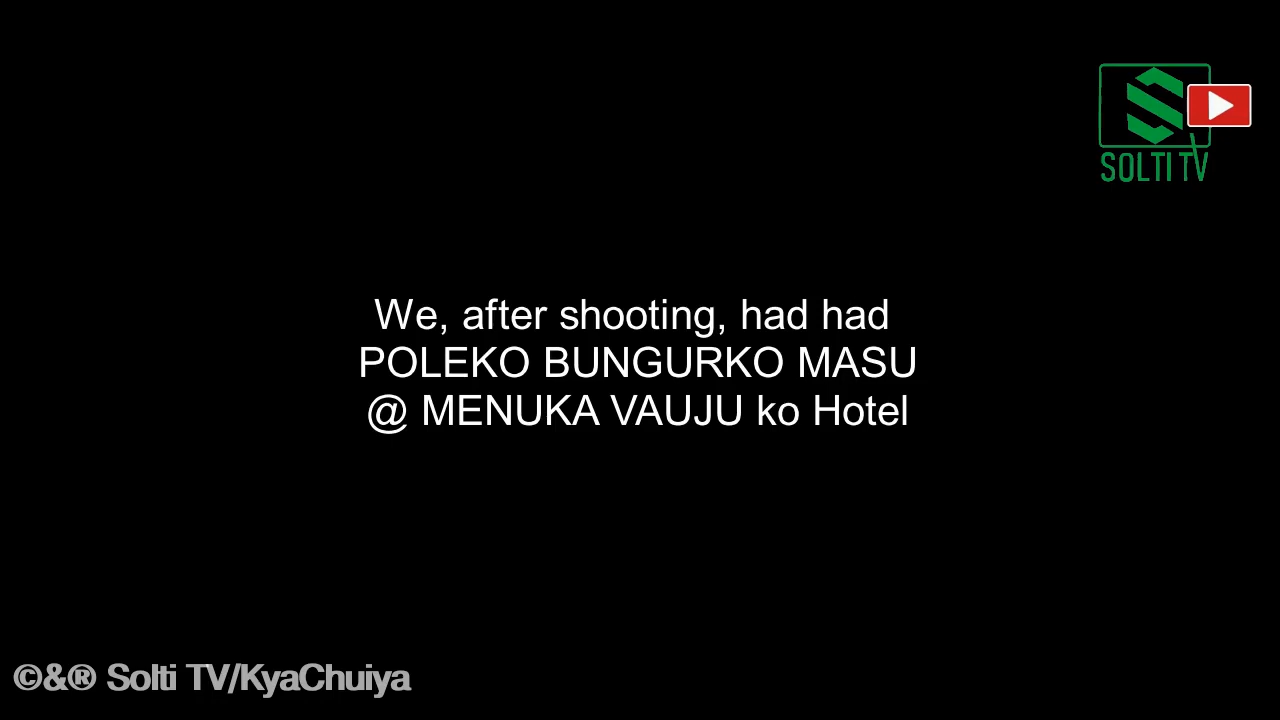 SOLTI TV
We, after shooting, had had
POLEKO BUNGURKO MASU
@ MENUKA VAUJU ko Hotel
©&® Solti TV/KyaChuiya